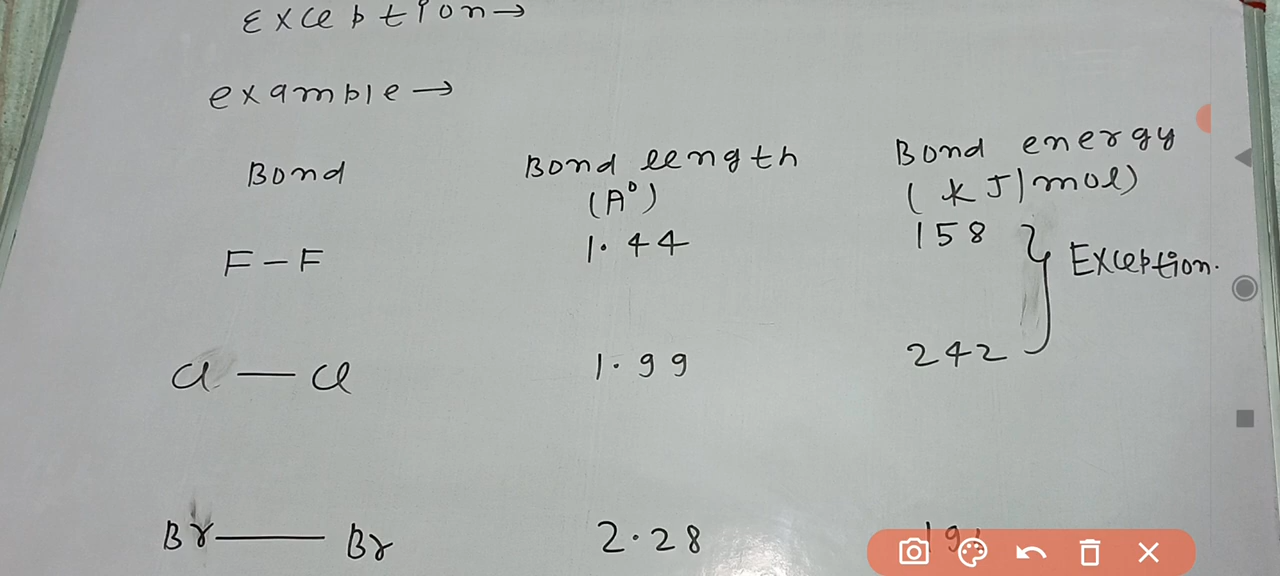 Exception→
example→
Bond Bond length Bond energy
(A°) (kJ/mol)
F-F 1.44 158 } Exception.
Cl—Cl 1.99 242
Br—Br 2.28